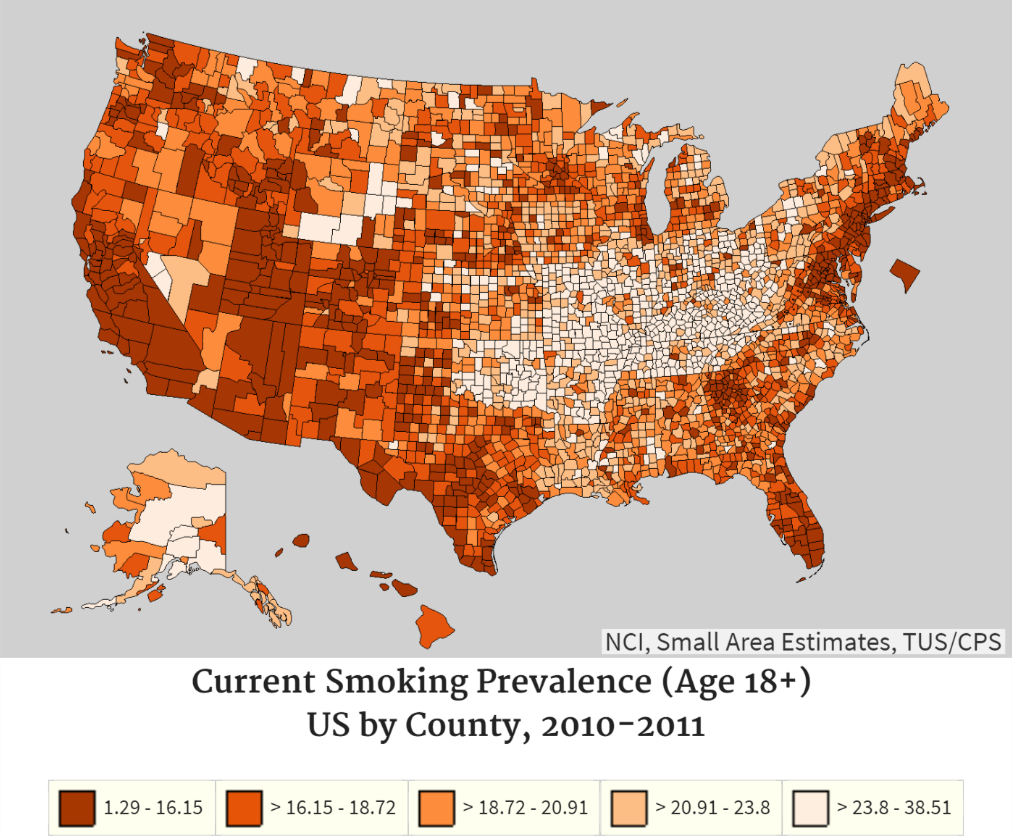 NCI, Small Area Estimates, TUS/CPS
Current Smoking Prevalence (Age 18+)
US by County, 2010-2011
1.29 - 16.15 > 16.15 - 18.72 > 18.72 - 20.91 > 20.91 - 23.8 > 23.8 - 38.51